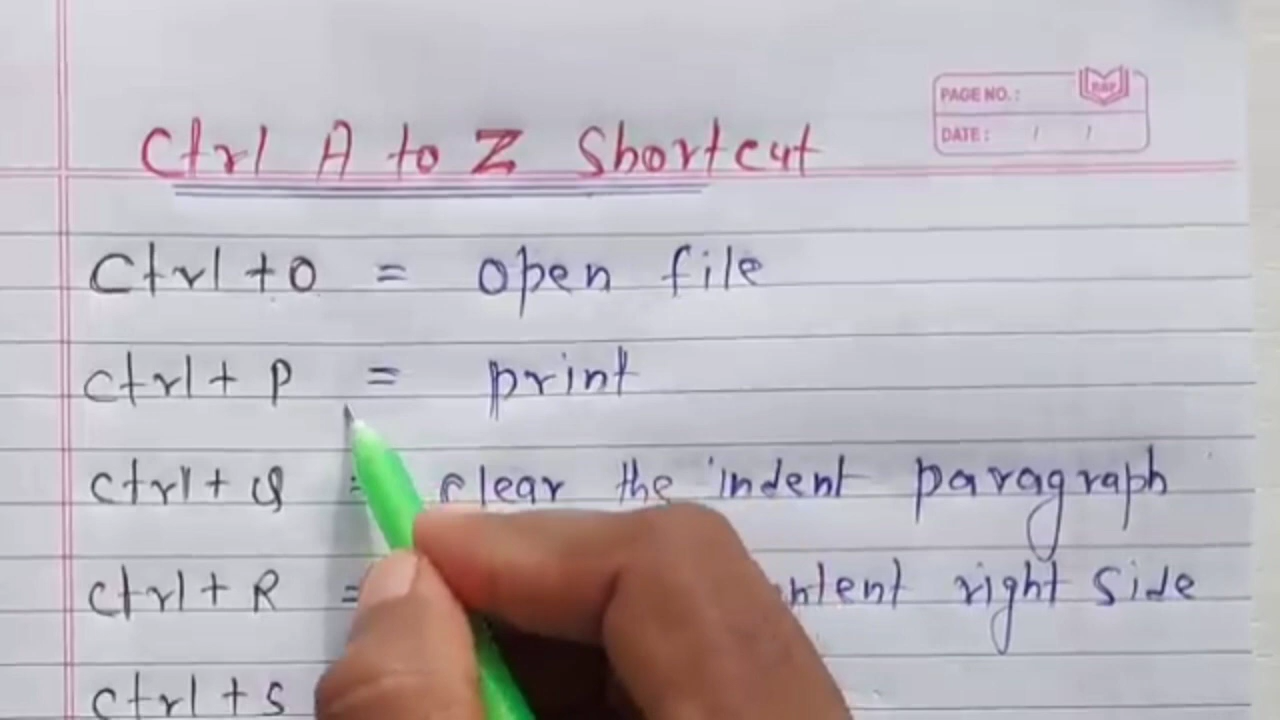 PAGE NO. :
DATE : / /
Ctrl A to Z Shortcut
Ctrl + O = open file
Ctrl + P = print
Ctrl + Q = clear the indent paragraph
Ctrl + R = right side
Ctrl + S